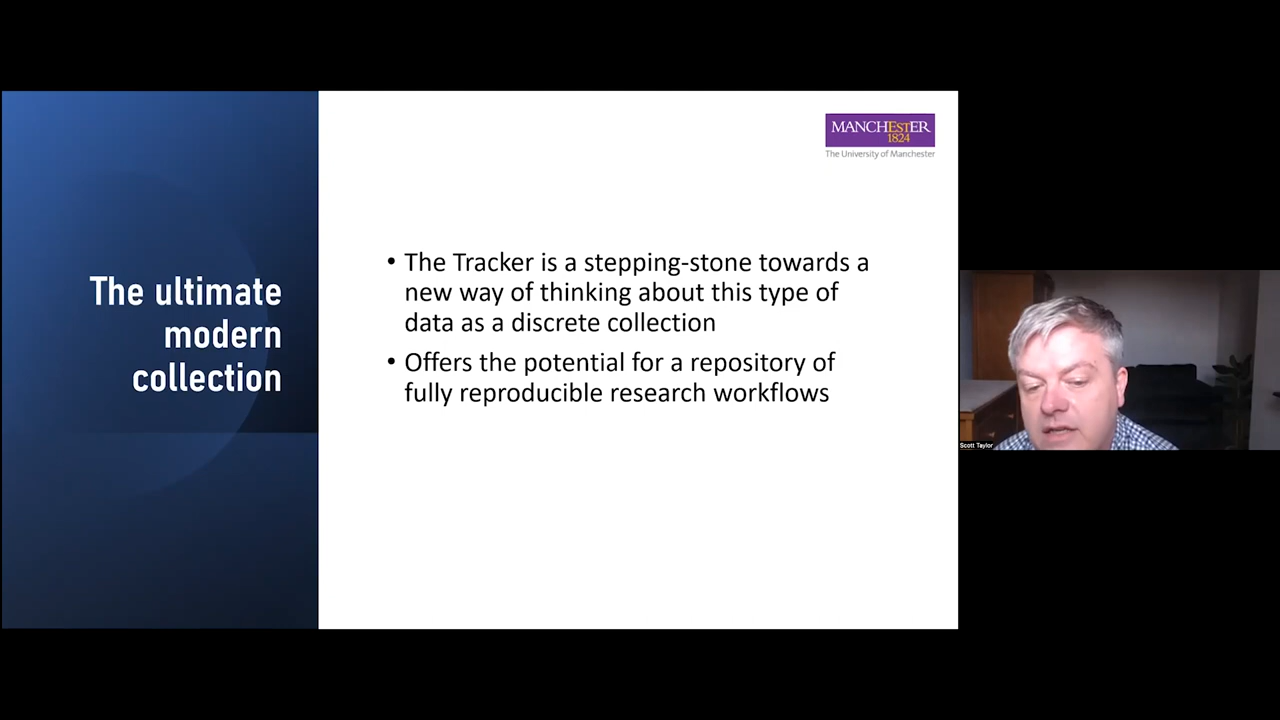 The ultimate
modern
collection
MANCHESTER
1824
The University of Manchester
• The Tracker is a stepping-stone towards a
new way of thinking about this type of
data as a discrete collection
• Offers the potential for a repository of
fully reproducible research workflows
Scott Taylor